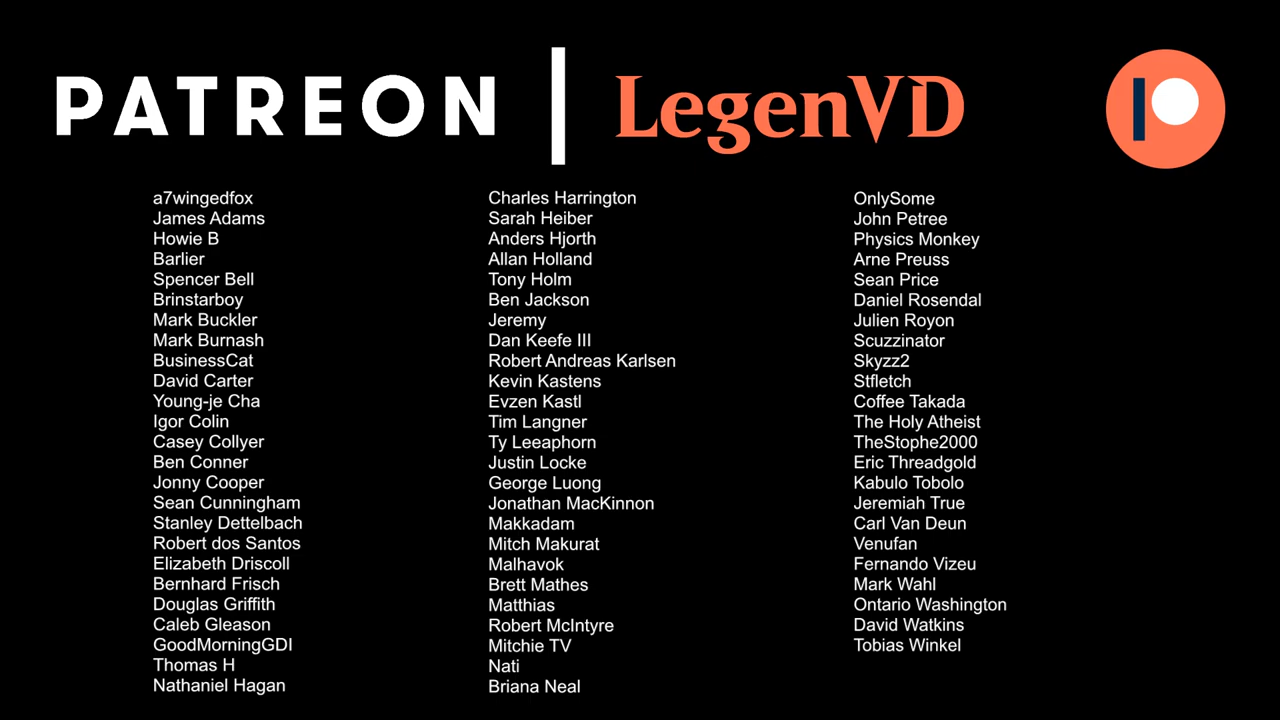 PATREON | LegenVD
a7wingedfox
James Adams
Howie B
Barlier
Spencer Bell
Brinstarboy
Mark Buckler
Mark Burnash
BusinessCat
David Carter
Young-je Cha
Igor Colin
Casey Collyer
Ben Conner
Jonny Cooper
Sean Cunningham
Stanley Dettelbach
Robert dos Santos
Elizabeth Driscoll
Bernhard Frisch
Douglas Griffith
Caleb Gleason
GoodMorningGDI
Thomas H
Nathaniel Hagan
Charles Harrington
Sarah Heiber
Anders Hjorth
Allan Holland
Tony Holm
Ben Jackson
Jeremy
Dan Keefe III
Robert Andreas Karlsen
Kevin Kastens
Evzen Kastl
Tim Langner
Ty Leeaphorn
Justin Locke
George Luong
Jonathan MacKinnon
Makkadam
Mitch Makurat
Malhavok
Brett Mathes
Matthias
Robert McIntyre
Mitchie TV
Nati
Briana Neal
OnlySome
John Petree
Physics Monkey
Arne Preuss
Sean Price
Daniel Rosendal
Julien Royon
Scuzzinator
Skyzz2
Stfletch
Coffee Takada
The Holy Atheist
TheStophe2000
Eric Threadgold
Kabulo Tobolo
Jeremiah True
Carl Van Deun
Venufan
Fernando Vizeu
Mark Wahl
Ontario Washington
David Watkins
Tobias Winkel